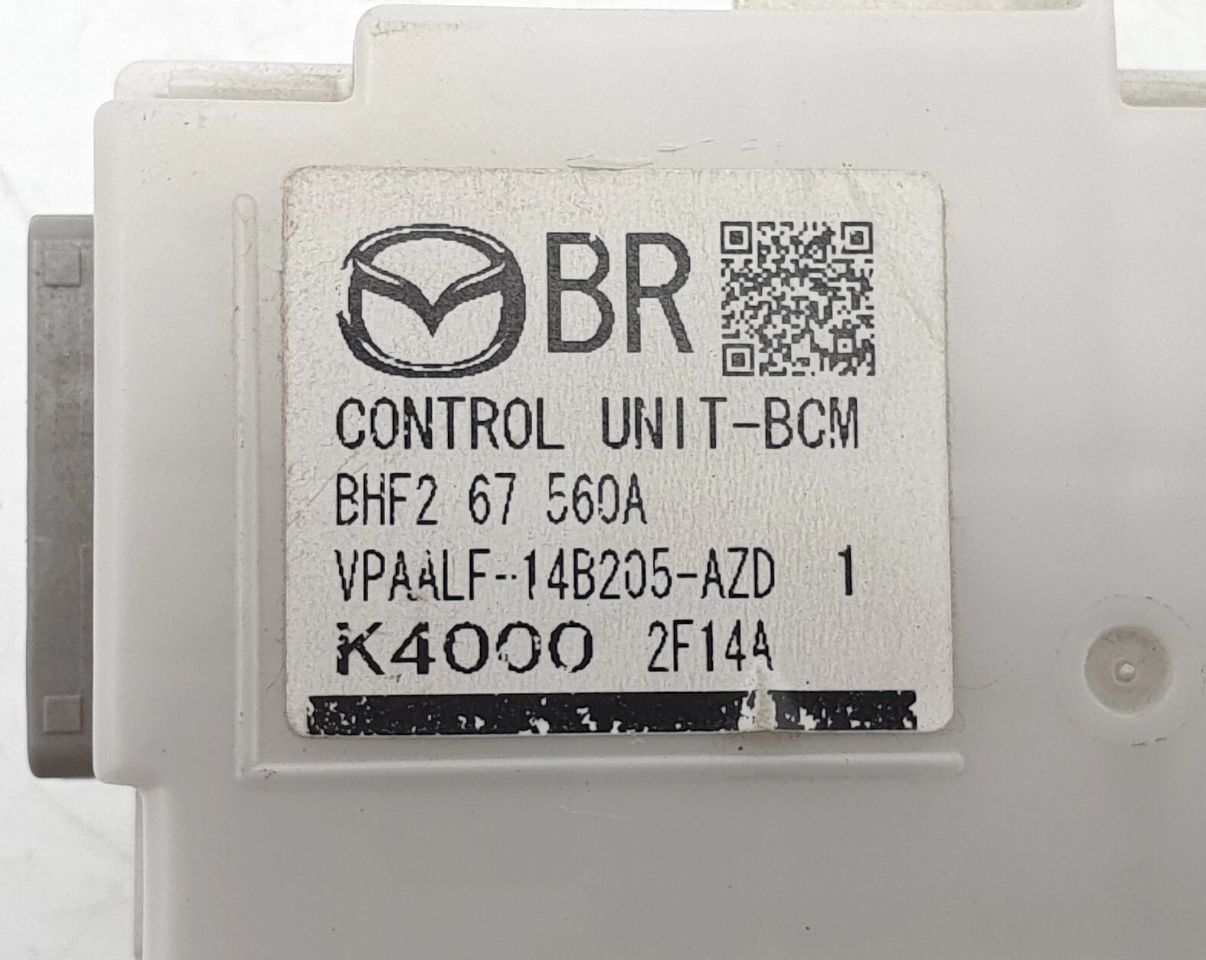 BR
CONTROL UNIT-BCM
BHF2 67 560A
VPAALF-14B205-AZD 1
K4000 2F14A